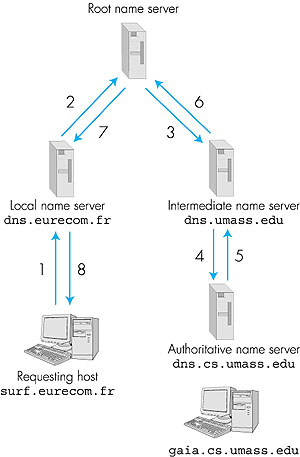 Root name server
2
6
7
3
Local name server
dns.eurecom.fr
Intermediate name server
dns.umass.edu
1
8
4
5
Authoritative name server
dns.cs.umass.edu
Requesting host
surf.eurecom.fr
gaia.cs.umass.edu